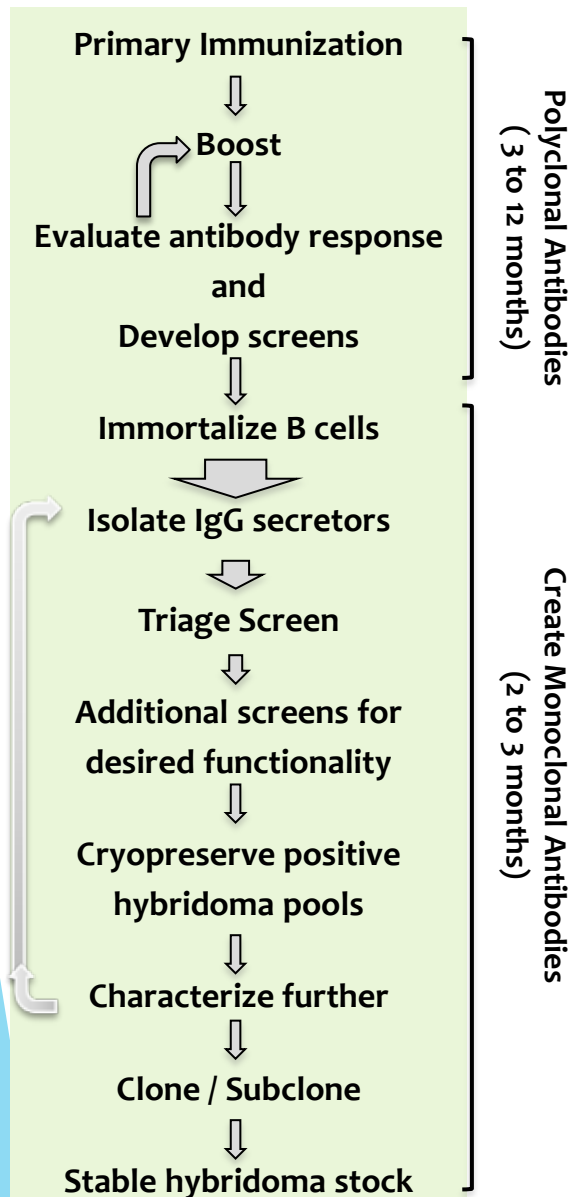 Primary Immunization
Boost
Evaluate antibody response
and
Develop screens
Immortalize B cells
Isolate IgG secretors
Triage Screen
Additional screens for
desired functionality
Cryopreserve positive
hybridoma pools
Characterize further
Clone / Subclone
Stable hybridoma stock
Polyclonal Antibodies
( 3 to 12 months)
Create Monoclonal Antibodies
(2 to 3 months)